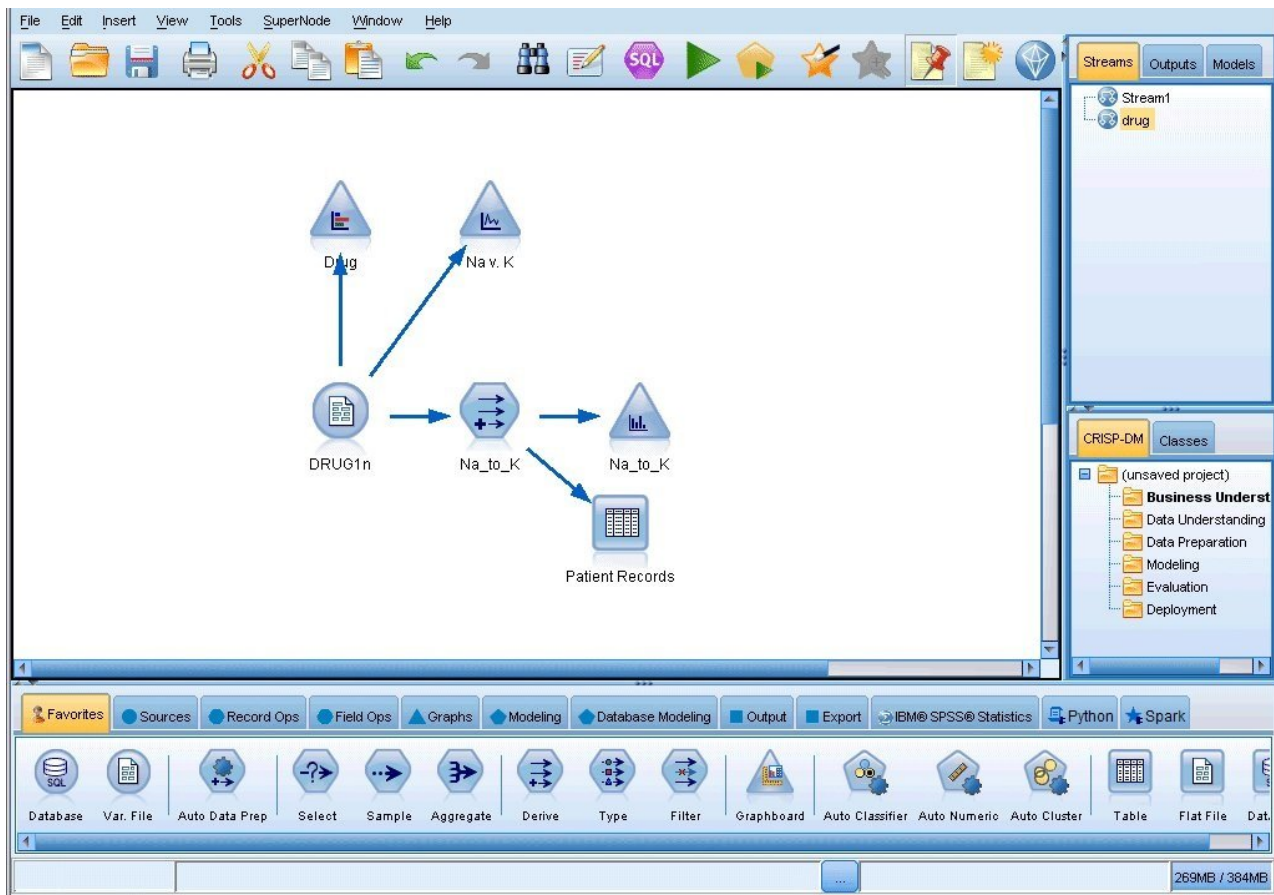 File Edit Insert View Tools SuperNode Window Help
SQL
Streams Outputs Models
Stream1
drug
Drug
Na v. K
DRUG1n
Na_to_K
Na_to_K
Patient Records
CRISP-DM Classes
(unsaved project)
Business Underst
Data Understanding
Data Preparation
Modeling
Evaluation
Deployment
Favorites Sources Record Ops Field Ops Graphs Modeling Database Modeling Output Export IBM® SPSS® Statistics Python Spark
SQL
Database Var. File Auto Data Prep Select Sample Aggregate Derive Type Filter Graphboard Auto Classifier Auto Numeric Auto Cluster Table Flat File Dat
...
269MB / 384MB